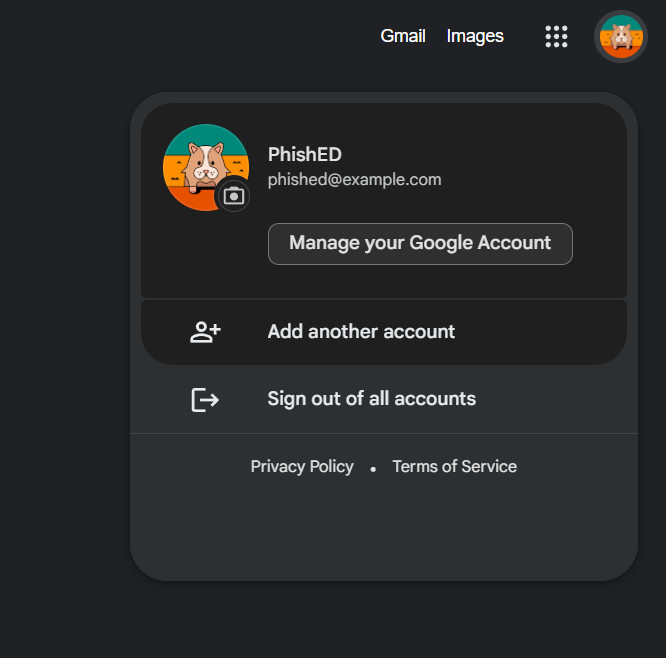 Gmail Images
PhishED
phished@example.com
Manage your Google Account
Add another account
Sign out of all accounts
Privacy Policy • Terms of Service